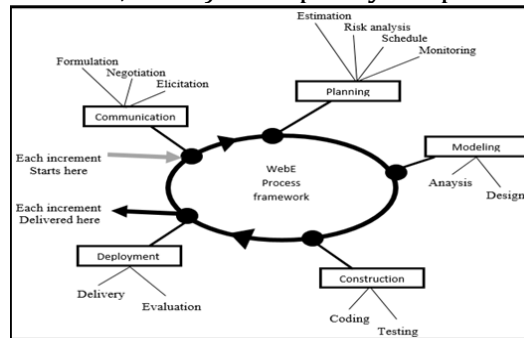 Estimation
Risk analysis
Schedule
Monitoring
Planning
Formulation
Negotiation
Elicitation
Communication
Modeling
Anaysis
Design
Each increment
Starts here
WebE
Process
framework
Each increment
Delivered here
Deployment
Delivery
Evaluation
Construction
Coding
Testing